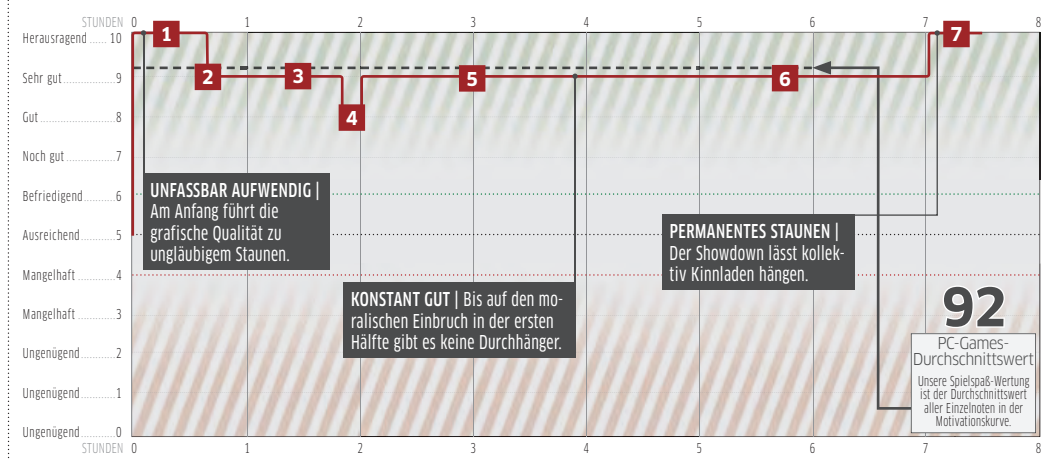 STUNDEN 0 1 2 3 4 5 6 7 8
Herausragend ...... 10
Sehr gut ............... 9
Gut ............... 8
Noch gut ............... 7
Befriedigend ......... 6
Ausreichend ......... 5
Mangelhaft ......... 4
Mangelhaft ......... 3
Ungenügend ......... 2
Ungenügend ......... 1
Ungenügend ......... 0
STUNDEN 0 1 2 3 4 5 6 7 8
1
2
3
4
5
6
7
UNFASSBAR AUFWENDIG |
Am Anfang führt die
grafische Qualität zu
ungläubigem Staunen.
KONSTANT GUT | Bis auf den mo-
ralischen Einbruch in der ersten
Hälfte gibt es keine Durchhänger.
PERMANENTES STAUNEN |
Der Showdown lässt kollek-
tiv Kinnladen hängen.
92
PC-Games-
Durchschnittswert
Unsere Spielspaß-Wertung
ist der Durchschnittswert
aller Einzelnoten in der
Motivationskurve.